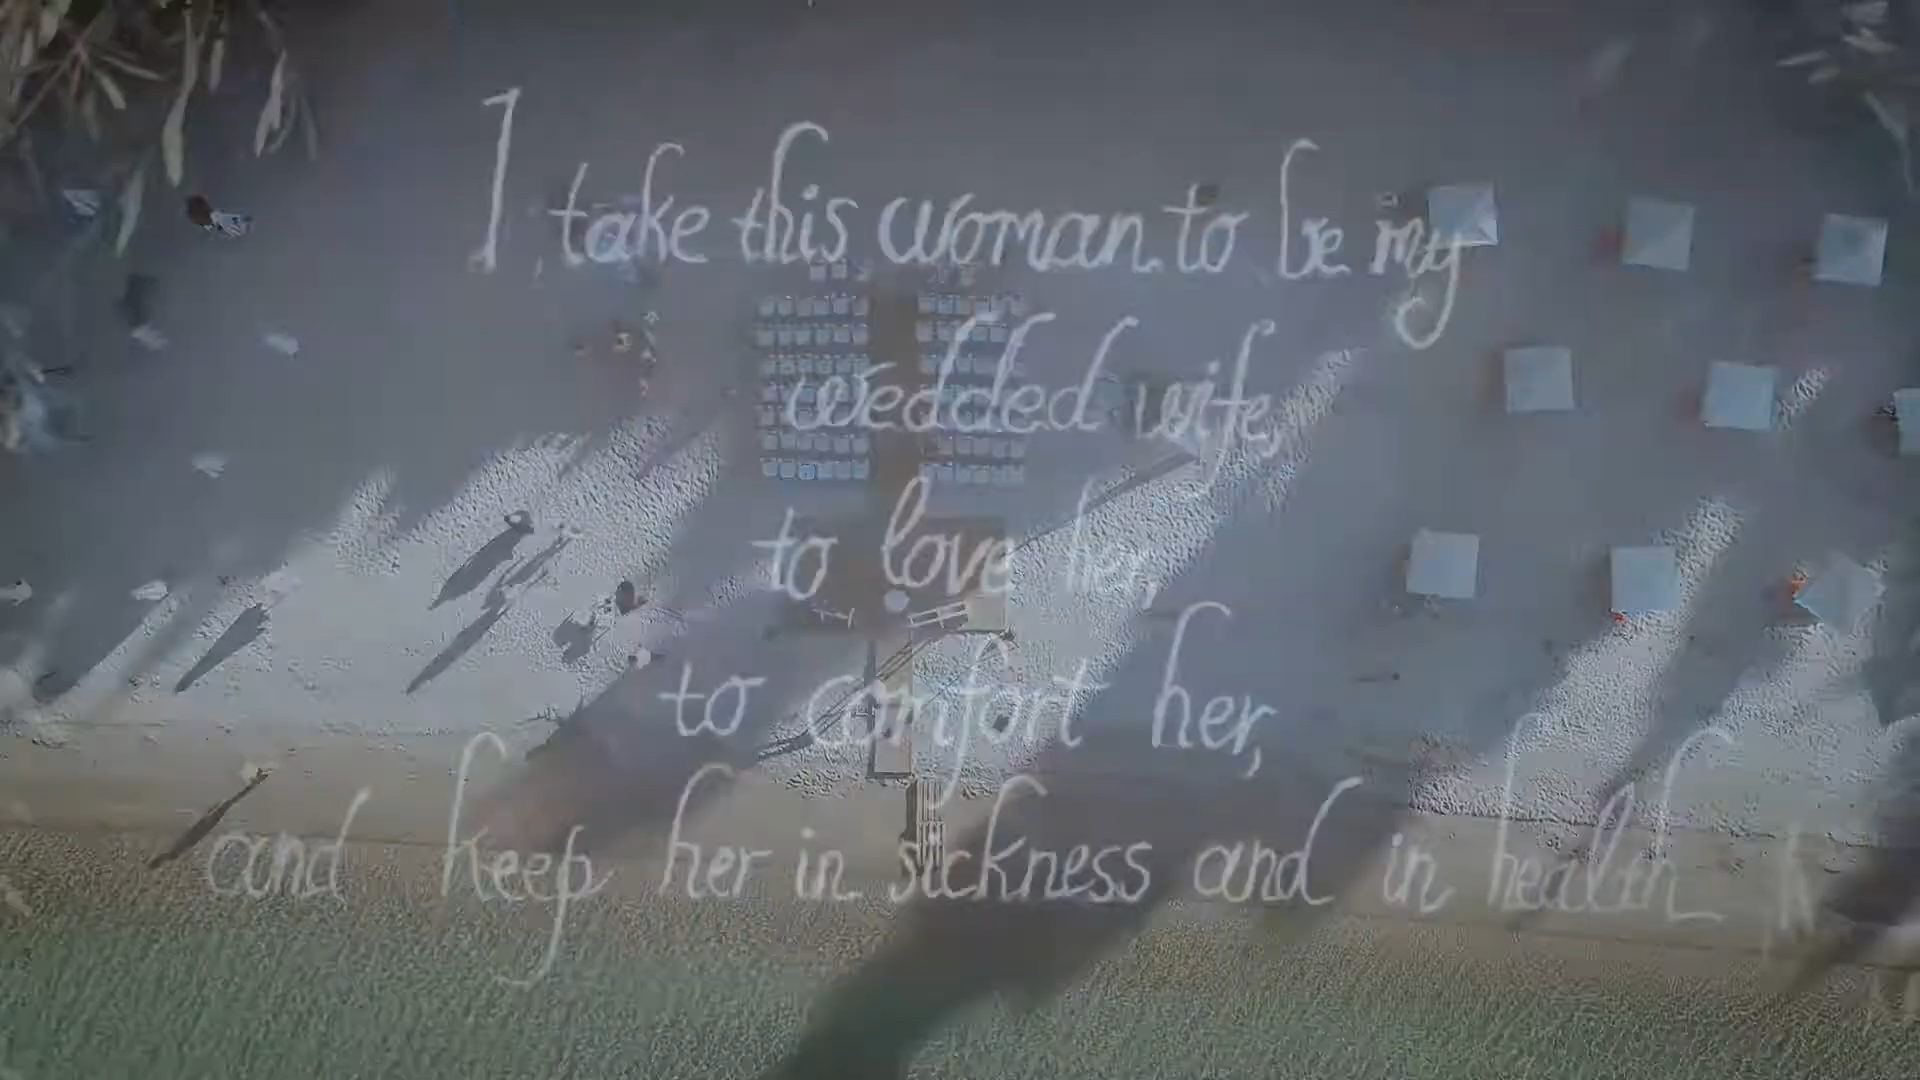 I, take this woman to be my
wedded wife,
to love her,
to comfort her,
and keep her in sickness and in health